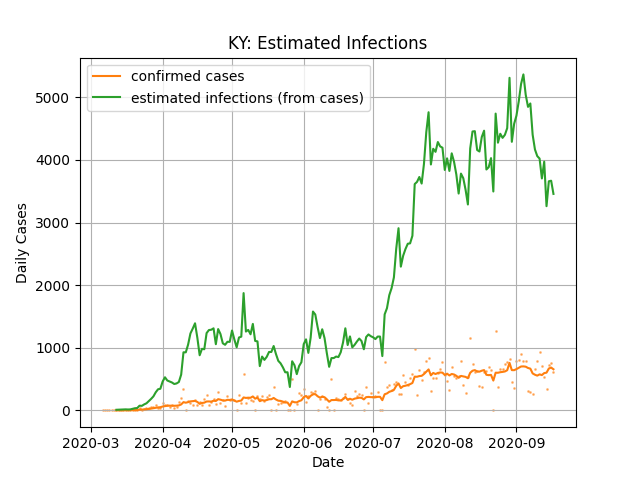 KY: Estimated Infections
confirmed cases
estimated infections (from cases)
Daily Cases
5000
4000
3000
2000
1000
0
2020-03 2020-04 2020-05 2020-06 2020-07 2020-08 2020-09
Date